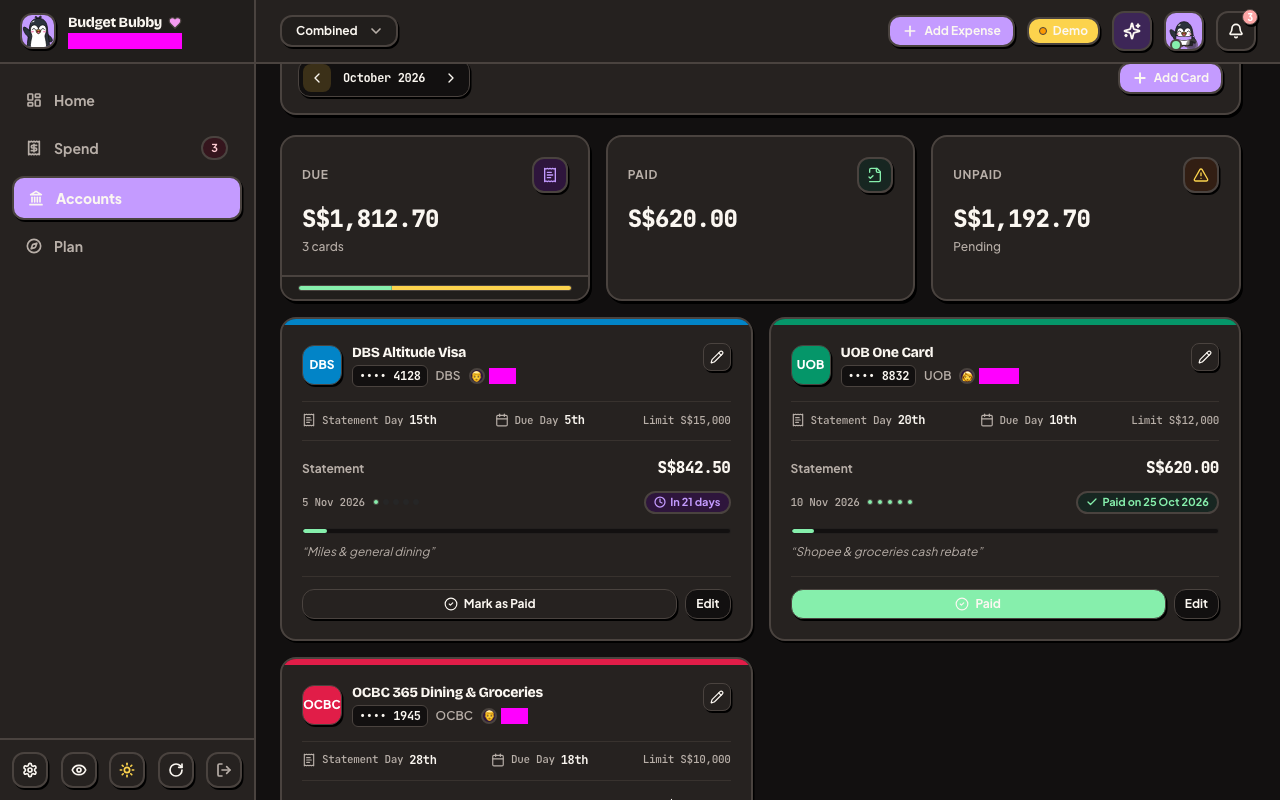 Budget Bubby
Combined
Add Expense
Demo
3
Home
Spend
3
Accounts
Plan
October 2026
Add Card
DUE
S$1,812.70
3 cards
PAID
S$620.00
UNPAID
S$1,192.70
Pending
DBS
DBS Altitude Visa
•••• 4128 DBS
Statement Day 15th
Due Day 5th
Limit S$15,000
Statement
S$842.50
5 Nov 2026
In 21 days
“Miles & general dining”
Mark as Paid
Edit
UOB
UOB One Card
•••• 8832 UOB
Statement Day 20th
Due Day 10th
Limit S$12,000
Statement
S$620.00
10 Nov 2026
Paid on 25 Oct 2026
“Shopee & groceries cash rebate”
Paid
Edit
OCBC
OCBC 365 Dining & Groceries
•••• 1945 OCBC
Statement Day 28th
Due Day 18th
Limit S$10,000